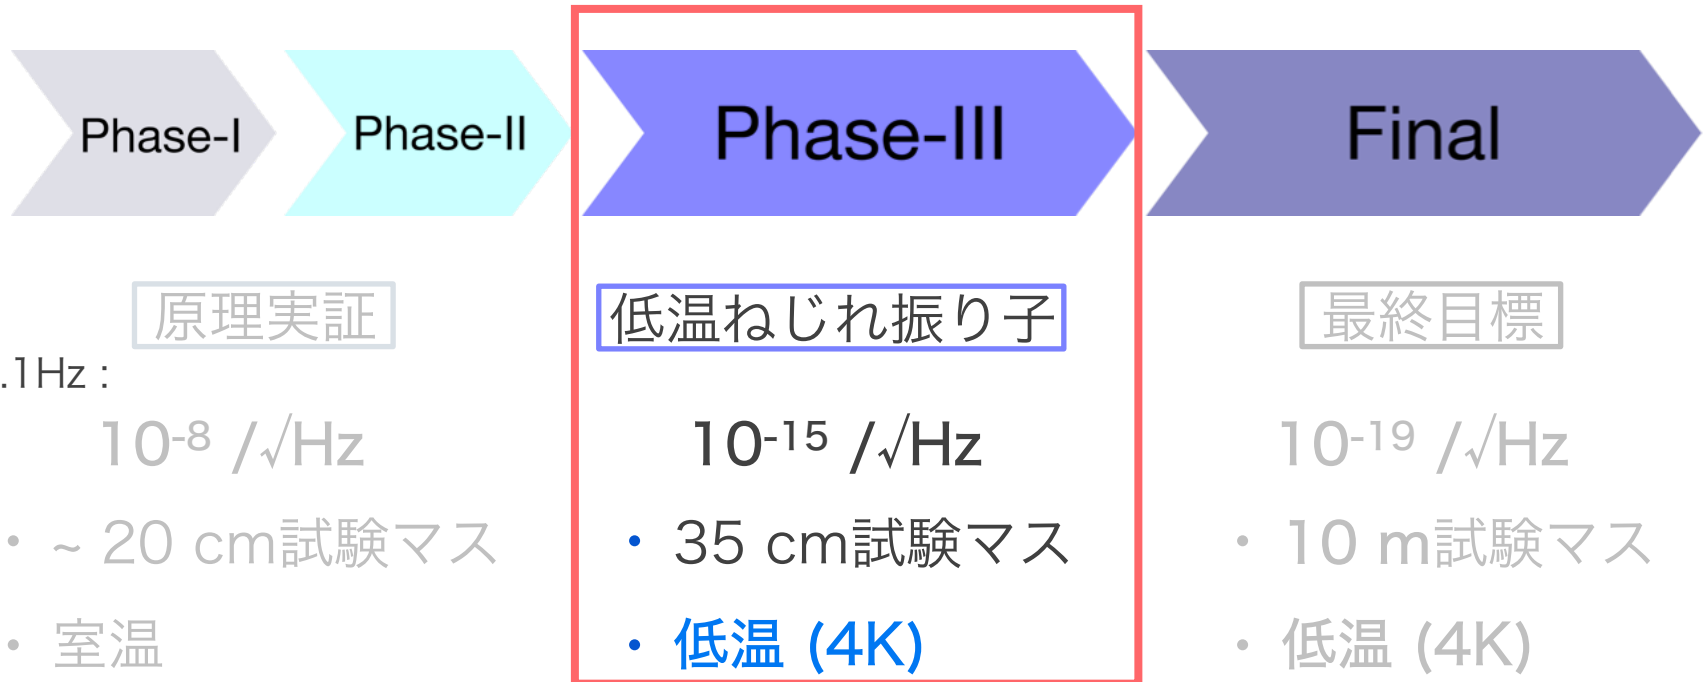 Phase-I
Phase-II
Phase-III
Final
原理実証
低温ねじれ振り子
最終目標
.1Hz :
10-8 /√Hz
10-15 /√Hz
10-19 /√Hz
・ ~ 20 cm試験マス
・ 35 cm試験マス
・ 10 m試験マス
・ 室温
・ 低温 (4K)
・ 低温 (4K)